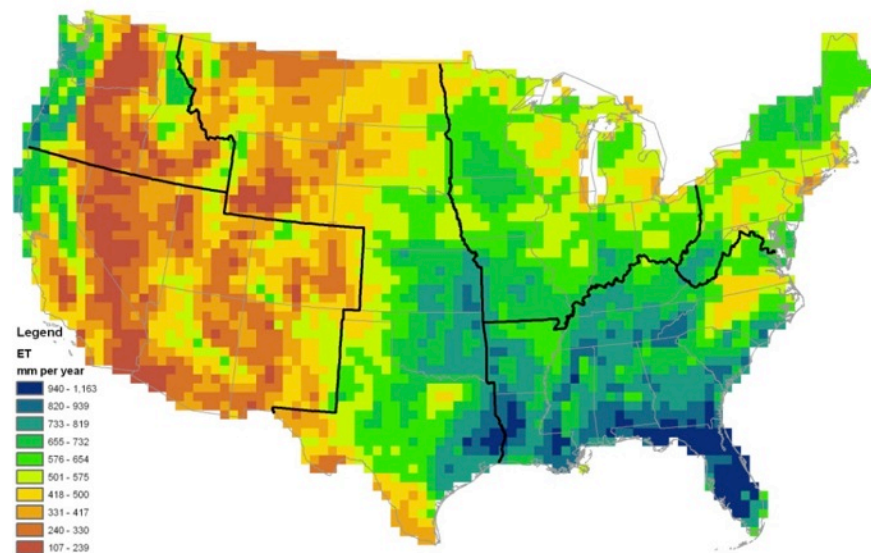 Legend
ET
mm per year
940 - 1,163
820 - 939
733 - 819
655 - 732
576 - 654
501 - 575
418 - 500
331 - 417
240 - 330
107 - 239